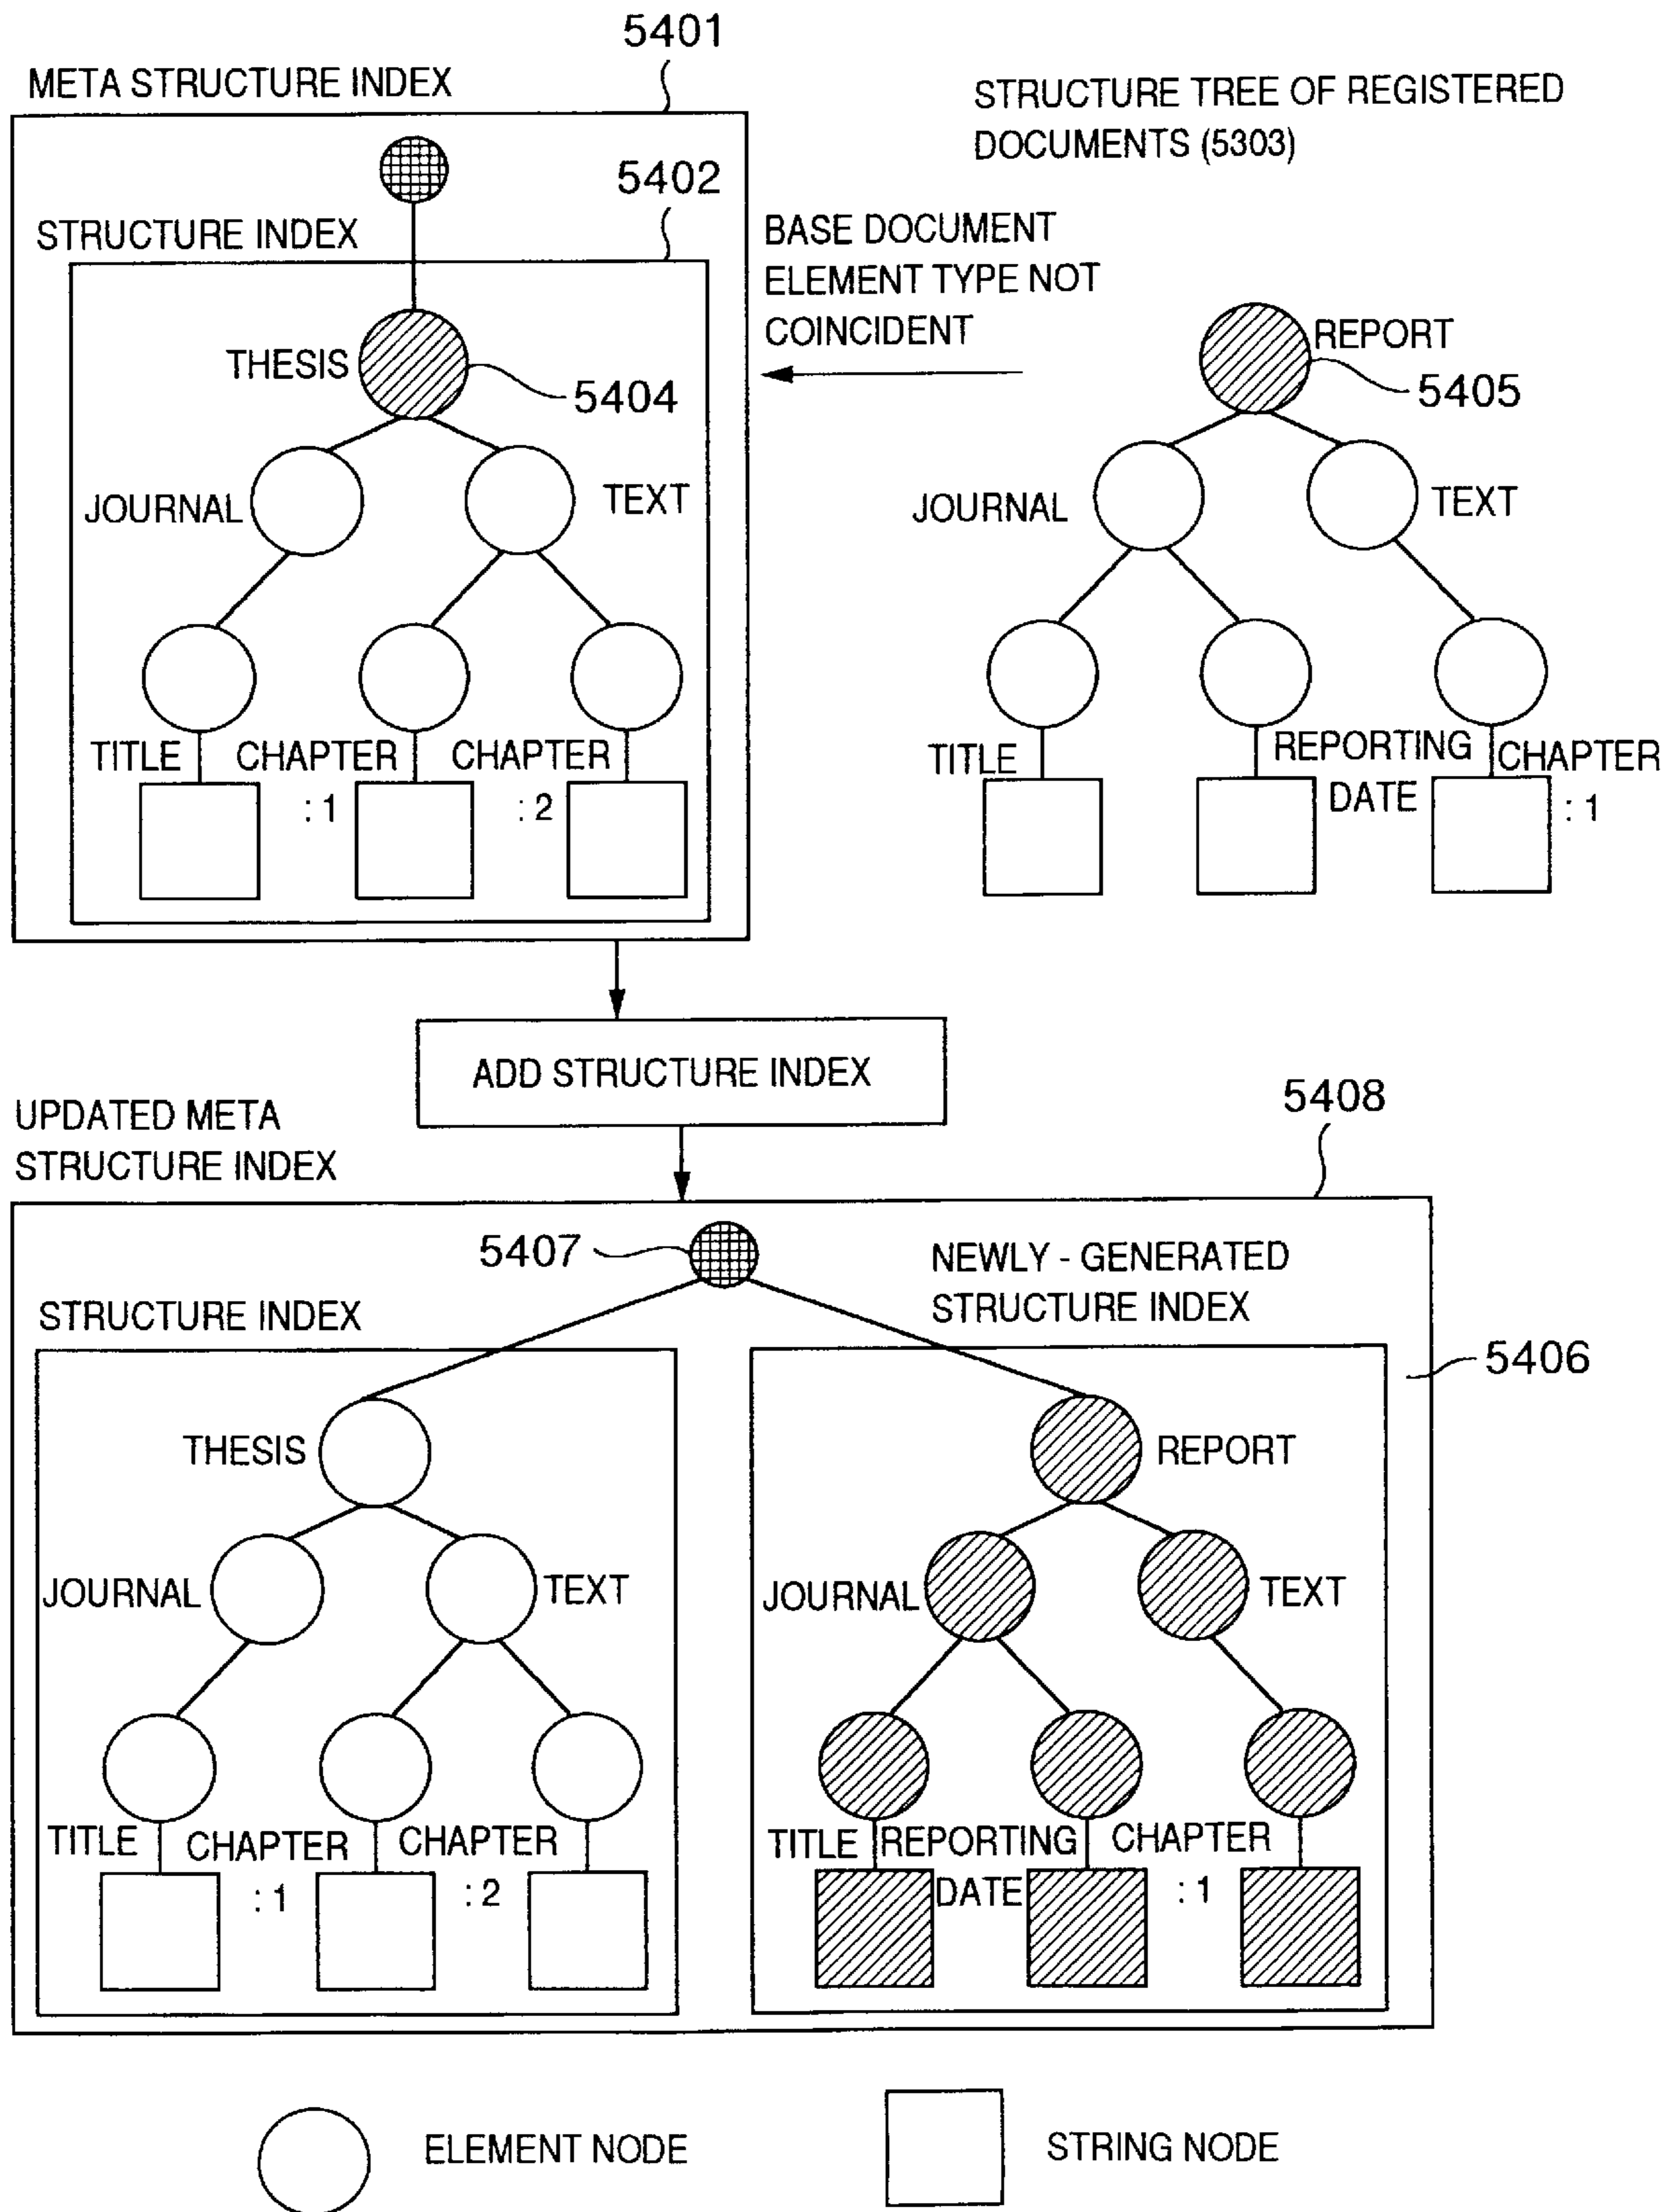 5401
META STRUCTURE INDEX
STRUCTURE TREE OF REGISTERED
DOCUMENTS (5303)
5402
STRUCTURE INDEX
BASE DOCUMENT
ELEMENT TYPE NOT
COINCIDENT
THESIS
5404
REPORT
5405
JOURNAL
TEXT
JOURNAL
TEXT
TITLE
CHAPTER
: 1
CHAPTER
: 2
TITLE
REPORTING
DATE
CHAPTER
: 1
ADD STRUCTURE INDEX
UPDATED META
STRUCTURE INDEX
5408
5407
NEWLY - GENERATED
STRUCTURE INDEX
STRUCTURE INDEX
5406
THESIS
REPORT
JOURNAL
TEXT
JOURNAL
TEXT
TITLE
CHAPTER
: 1
CHAPTER
: 2
TITLE
REPORTING
DATE
CHAPTER
: 1
ELEMENT NODE
STRING NODE